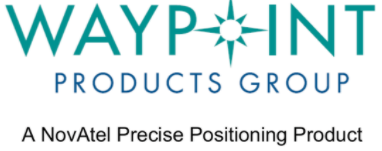 WAYPOINT
PRODUCTS GROUP
A NovAtel Precise Positioning Product